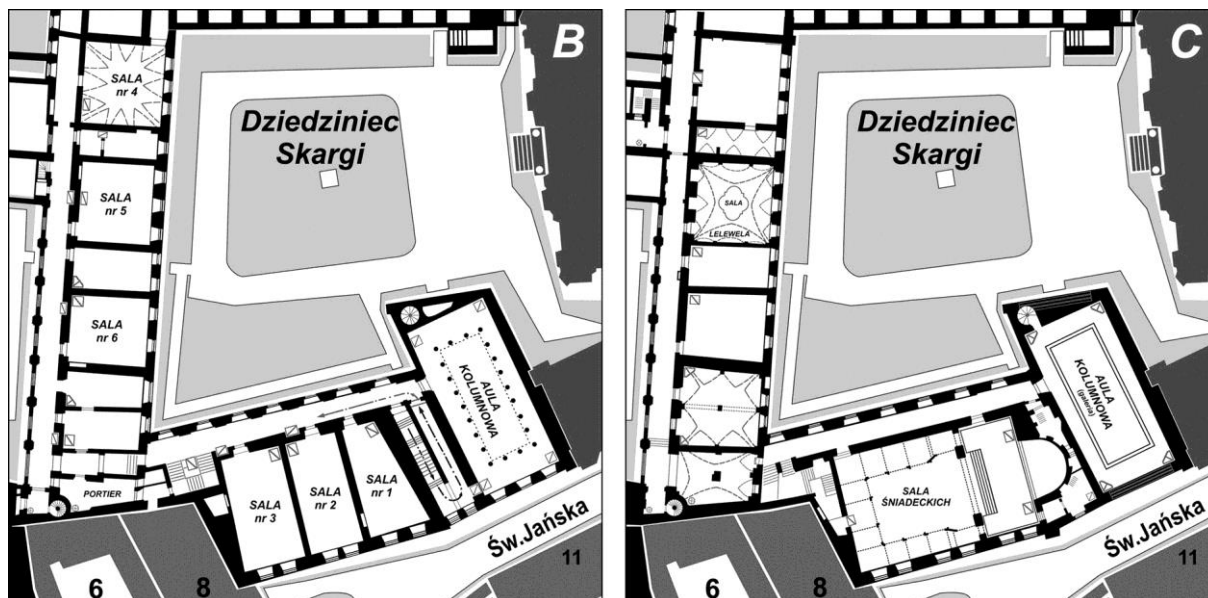 B
SALA
nr 4
Dziedziniec
Skargi
SALA
nr 5
SALA
nr 6
AULA
KOLUMNOWA
SALA
nr 1
SALA
nr 2
SALA
nr 3
PORTIER
Św.Jańska
6
8
11
C
Dziedziniec
Skargi
SALA
LELEWELA
AULA
KOLUMNOWA
(galeria)
SALA
ŚNIADECKICH
Św.Jańska
6
8
11